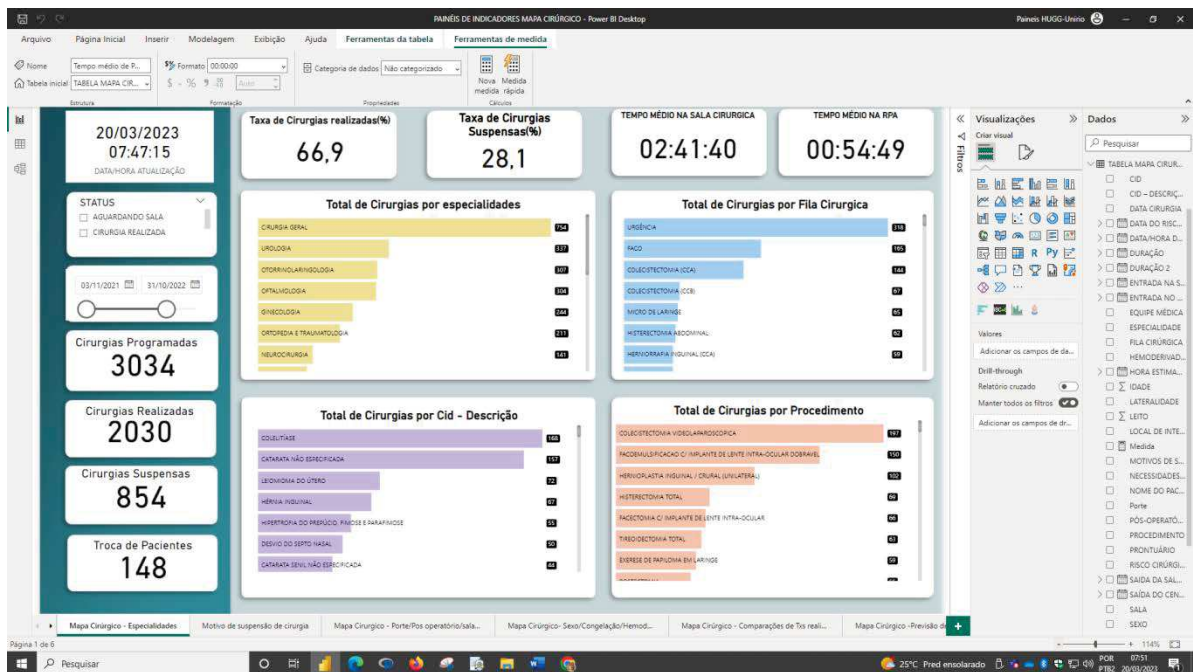 PAINÉIS DE INDICADORES MAPA CIRÚRGICO - Power BI Desktop
Paineis HUGG-Unirio
Arquivo Página Inicial Inserir Modelagem Exibição Ajuda Ferramentas da tabela Ferramentas de medida
Nome Tempo médio de P...
Formato 00:00:00
Categoria de dados Não categorizado
Tabela inicial TABELA MAPA CIR...
$ - %
Auto
Nova medida
Medida rápida
Estrutura Formatação Propriedades Cálculos
20/03/2023
07:47:15
DATA/HORA ATUALIZAÇÃO
Taxa de Cirurgias realizadas(%)
66,9
Taxa de Cirurgias Suspensas(%)
28,1
TEMPO MÉDIO NA SALA CIRURGICA
02:41:40
TEMPO MÉDIO NA RPA
00:54:49
STATUS
AGUARDANDO SALA
CIRURGIA REALIZADA
03/11/2021 31/10/2022
Cirurgias Programadas
3034
Cirurgias Realizadas
2030
Cirurgias Suspensas
854
Troca de Pacientes
148
Total de Cirurgias por especialidades
CIRURGIA GERAL 754
UROLOGIA 337
OTORRINOLARINGOLOGIA 307
OFTALMOLOGIA 304
GINECOLOGIA 244
ORTOPEDIA E TRAUMATOLOGIA 211
NEUROCIRURGIA 141
Total de Cirurgias por Fila Cirurgica
URGÊNCIA 318
FACO 165
COLECISTECTOMIA (CCA) 144
COLECISTECTOMIA (CCB) 67
MICRO DE LARINGE 65
HISTERECTOMIA ABDOMINAL 62
HERNIORRAFIA INGUINAL (CCA) 59
Total de Cirurgias por Cid - Descrição
COLELITÍASE 168
CATARATA NÃO ESPECIFICADA 157
LEIOMIOMA DO ÚTERO 72
HÉRNIA INGUINAL 67
HIPERTROFIA DO PREPÚCIO, FIMOSE E PARAFIMOSE 55
DESVIO DO SEPTO NASAL 50
CATARATA SENIL NÃO ESPECIFICADA 44
Total de Cirurgias por Procedimento
COLECISTECTOMIA VIDEOLAPAROSCOPICA 197
FACOEMULSIFICACAO C/ IMPLANTE DE LENTE INTRA-OCULAR DOBRAVEL 150
HERNIOPLASTIA INGUINAL / CRURAL (UNILATERAL) 102
HISTERECTOMIA TOTAL 69
FACECTOMIA C/ IMPLANTE DE LENTE INTRA-OCULAR 66
TIREOIDECTOMIA TOTAL 63
EXERESE DE PAPILOMA EM LARINGE 59
Filtros
Visualizações
Criar visual
R Py
Valores
Adicionar os campos de da...
Drill-through
Relatório cruzado
Manter todos os filtros
Adicionar os campos de dr...
Dados
Pesquisar
TABELA MAPA CIRUR...
CID
CID – DESCRIÇ...
DATA CIRURGIA
DATA DO RISC...
DATA/HORA D...
DURAÇÃO
DURAÇÃO 2
ENTRADA NA S...
ENTRADA NO ...
EQUIPE MÉDICA
ESPECIALIDADE
FILA CIRÚRGICA
HEMODERIVAD...
HORA ESTIMA...
IDADE
LATERALIDADE
LEITO
LOCAL DE INTE...
Medida
MOTIVOS DE S...
NECESSIDADES...
NOME DO PAC...
Porte
PÓS-OPERATÓ...
PROCEDIMENTO
PRONTUÁRIO
RISCO CIRÚRGI...
SAIDA DA SAL...
SAÍDA DO CEN...
SALA
SEXO
Mapa Cirúrgico - Especialidades
Motivo de suspensão de cirurgia
Mapa Cirurgico - Porte/Pos operatório/sala...
Mapa Cirúrgico- Sexo/Congelação/Hemod...
Mapa Cirúrgico - Comparações de Txs reali...
Mapa Cirúrgico -Previsão d
Página 1 de 6
114%
Pesquisar
25°C Pred ensolarado
POR PTB2
07:51
20/03/2023